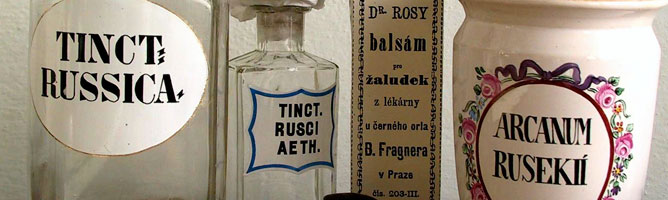 TINCT:
RUSSICA.
TINCT.
RUSCI
AETH.
DR. ROSY
balsám
pro
žaludek
z lékárny
u černého orla
B. Fragnera
v Praze
čís. 203-III.
ARCANUM
RUSEKII